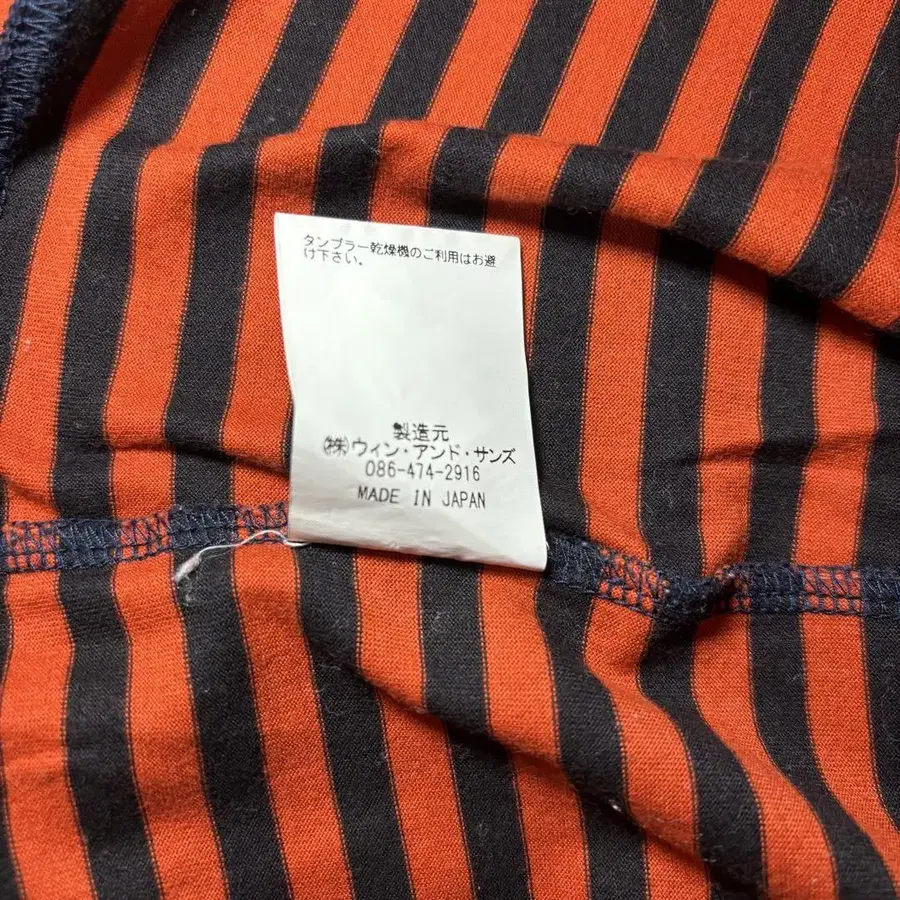 タンブラー乾燥機のご利用はお避
け下さい。
製造元
㈱ウィン・アンド・サンズ
086-474-2916
MADE IN JAPAN